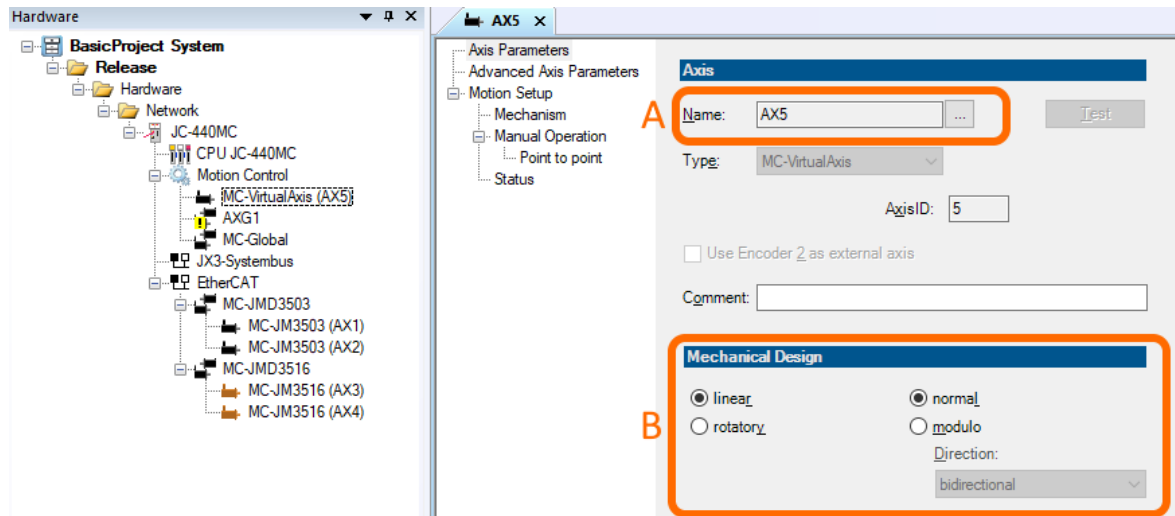 Hardware
BasicProject System
Release
Hardware
Network
JC-440MC
CPU JC-440MC
Motion Control
MC-VirtualAxis (AX5)
AXG1
MC-Global
JX3-Systembus
EtherCAT
MC-JMD3503
MC-JM3503 (AX1)
MC-JM3503 (AX2)
MC-JMD3516
MC-JM3516 (AX3)
MC-JM3516 (AX4)
AX5
Axis Parameters
Advanced Axis Parameters
Motion Setup
Mechanism
Manual Operation
Point to point
Status
Axis
A
Name: AX5 ... Test
Type: MC-VirtualAxis
AxisID: 5
Use Encoder 2 as external axis
Comment:
B
Mechanical Design
linear normal
rotatory modulo
Direction:
bidirectional